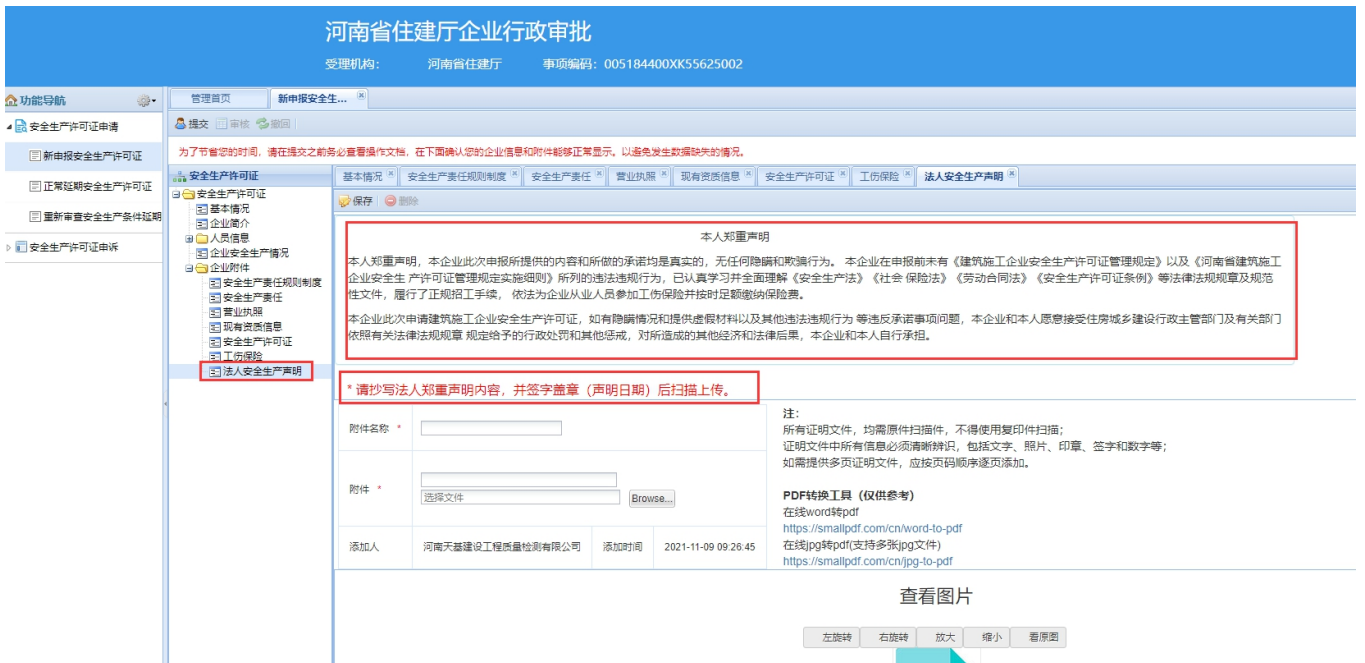 河南省住建厅企业行政审批
受理机构: 河南省住建厅 事项编码: 005184400XK55625002
功能导航
安全生产许可证申请
新申报安全生产许可证
正常延期安全生产许可证
重新审查安全生产条件延期
安全生产许可证申诉
管理首页 新申报安全生...
提交 审核 撤回
为了节省您的时间，请在提交之前务必查看操作文档，在下面确认您的企业信息和附件能够正常显示。以避免发生数据缺失的情况。
安全生产许可证
安全生产许可证
基本情况
企业简介
人员信息
企业安全生产情况
企业附件
安全生产责任规则制度
安全生产责任
营业执照
现有资质信息
安全生产许可证
工伤保险
法人安全生产声明
基本情况 安全生产责任规则制度 安全生产责任 营业执照 现有资质信息 安全生产许可证 工伤保险 法人安全生产声明
保存 删除
本人郑重声明
本人郑重声明，本企业此次申报所提供的内容和所做的承诺均是真实的，无任何隐瞒和欺骗行为。 本企业在申报前未有《建筑施工企业安全生产许可证管理规定》以及《河南省建筑施工
企业安全生 产许可证管理规定实施细则》所列的违法违规行为，已认真学习并全面理解《安全生产法》《社会 保险法》《劳动合同法》《安全生产许可证条例》等法律法规规章及规范
性文件，履行了正规招工手续， 依法为企业从业人员参加工伤保险并按时足额缴纳保险费。
本企业此次申请建筑施工企业安全生产许可证，如有隐瞒情况和提供虚假材料以及其他违法违规行为 等违反承诺事项问题，本企业和本人愿意接受住房城乡建设行政主管部门及有关部门
依照有关法律法规规章 规定给予的行政处罚和其他惩戒，对所造成的其他经济和法律后果，本企业和本人自行承担。
* 请抄写法人郑重声明内容，并签字盖章（声明日期）后扫描上传。
附件名称 *
附件 *
选择文件 Browse...
添加人 河南天基建设工程质量检测有限公司 添加时间 2021-11-09 09:26:45
注:
所有证明文件，均需原件扫描件，不得使用复印件扫描；
证明文件中所有信息必须清晰辨识，包括文字、照片、印章、签字和数字等；
如需提供多页证明文件，应按页码顺序逐页添加。
PDF转换工具（仅供参考）
在线word转pdf
https://smallpdf.com/cn/word-to-pdf
在线jpg转pdf(支持多张jpg文件)
https://smallpdf.com/cn/jpg-to-pdf
查看图片
左旋转 右旋转 放大 缩小 看原图